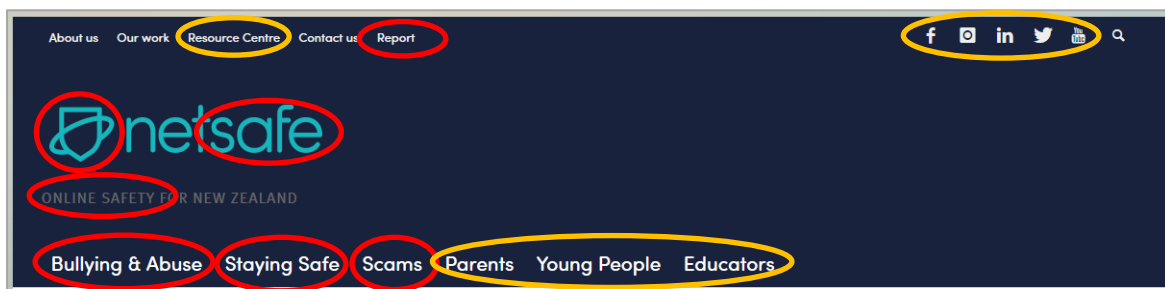 About us Our work Resource Centre Contact us Report
netsafe
ONLINE SAFETY FOR NEW ZEALAND
Bullying & Abuse Staying Safe Scams Parents Young People Educators